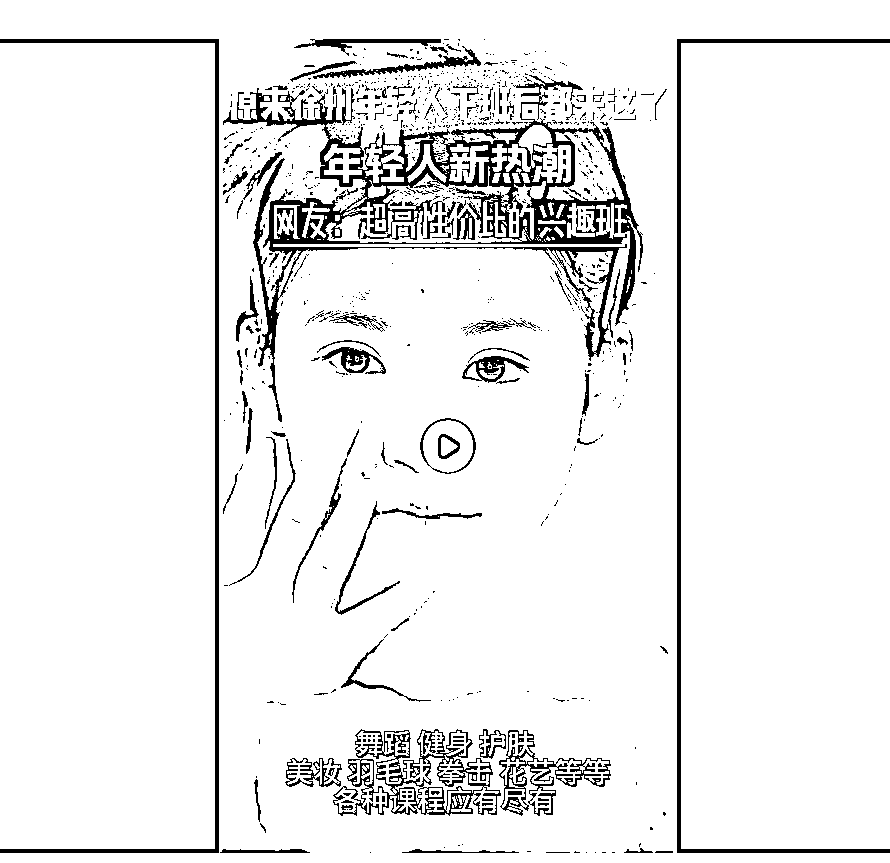 原来徐州年轻人下班后都来这了
年轻人新热潮
网友：超高性价比的兴趣班
舞蹈 健身 护肤
美妆 羽毛球 拳击 花艺等等
各种课程应有尽有